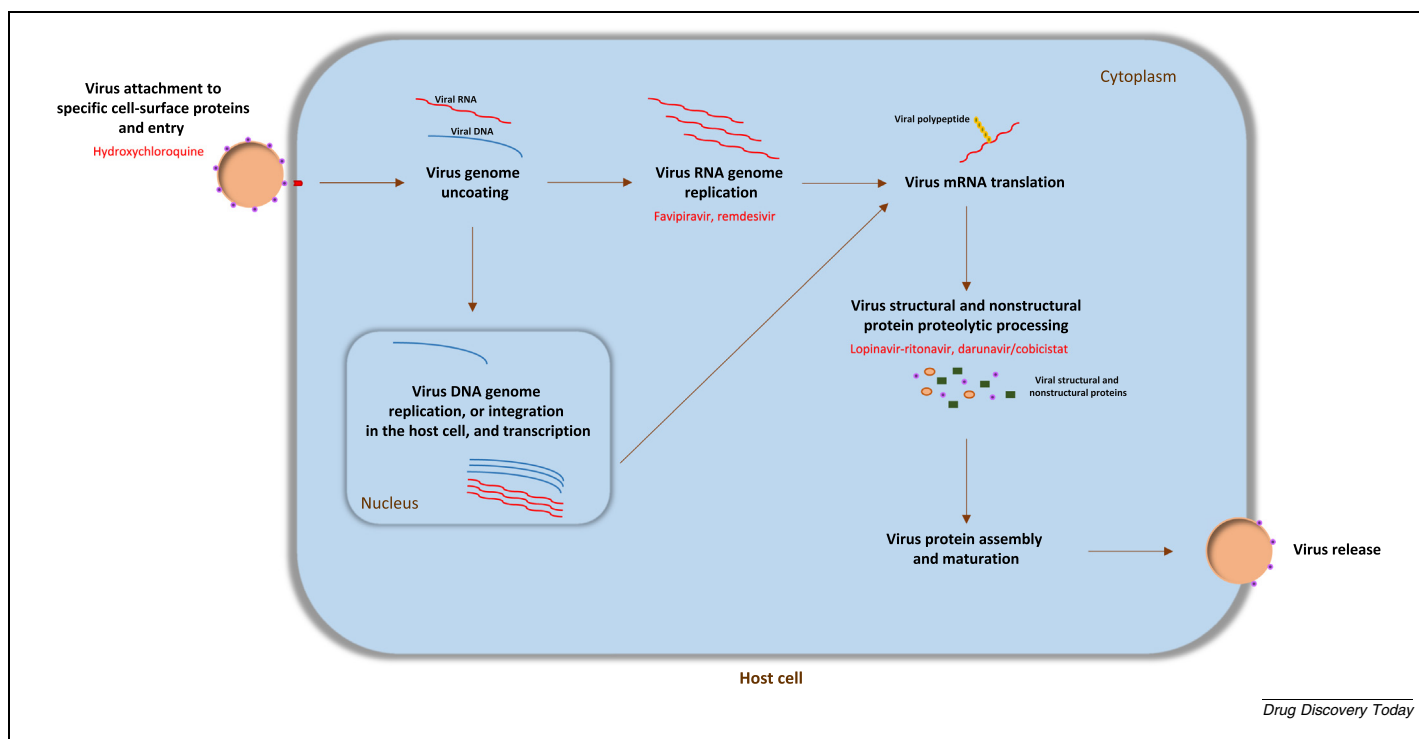 Cytoplasm
Virus attachment to
specific cell-surface proteins
and entry
Hydroxychloroquine
Viral RNA
Viral DNA
Virus genome
uncoating
Virus RNA genome
replication
Favipiravir, remdesivir
Viral polypeptide
Virus mRNA translation
Virus structural and nonstructural
protein proteolytic processing
Lopinavir-ritonavir, darunavir/cobicistat
Viral structural and
nonstructural proteins
Virus DNA genome
replication, or integration
in the host cell, and transcription
Nucleus
Virus protein assembly
and maturation
Virus release
Host cell
Drug Discovery Today